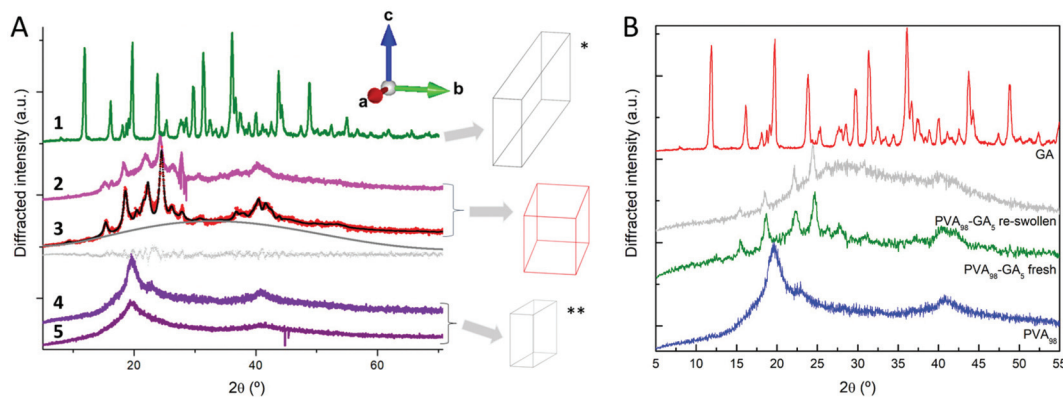 A
Diffracted intensity (a.u.)
1
2
3
4
5
c
b
a
*
**
20
40
60
2θ (º)
B
Diffracted intensity (a.u.)
GA
PVA₉₈-GA₅ re-swollen
PVA₉₈-GA₅ fresh
PVA₉₈
5 10 15 20 25 30 35 40 45 50 55
2θ (º)